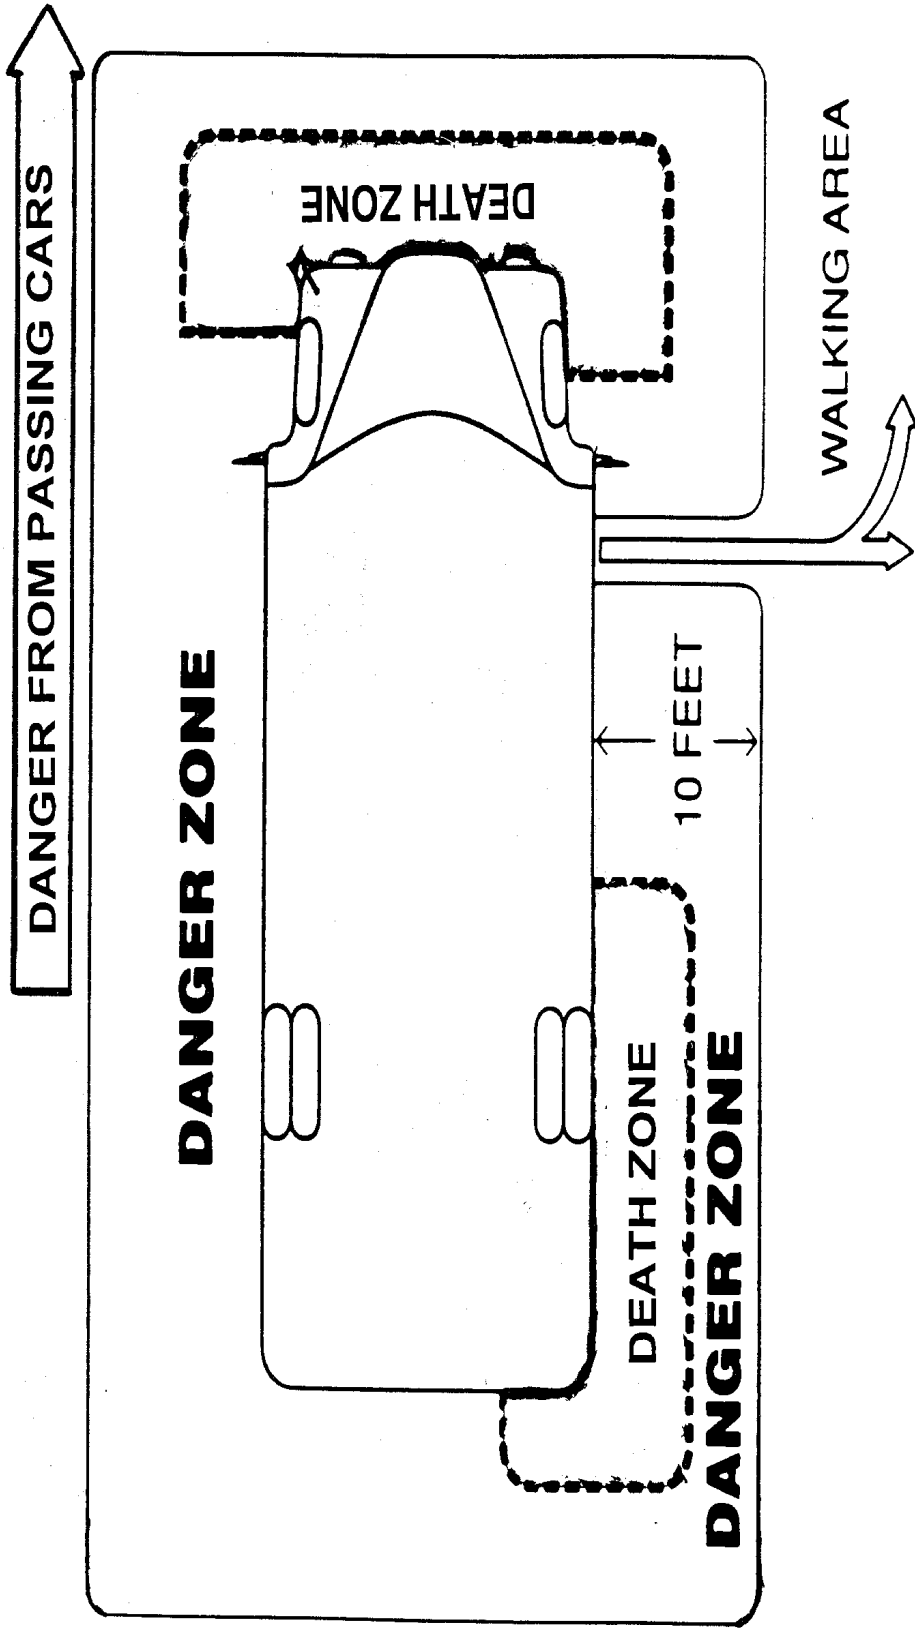 DANGER FROM PASSING CARS
DANGER ZONE
DEATH ZONE
10 FEET
WALKING AREA
DEATH ZONE
DANGER ZONE